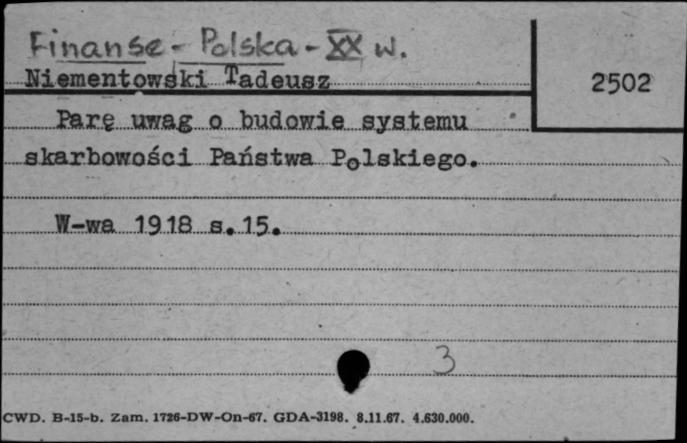 Finanse - Polska - XX w.
Niementowski Tadeusz
2502
Parę uwag o budowie systemu
skarbowości Państwa Polskiego.
W-wa 1918 s.15.
3
CWD. B-15-b. Zam. 1726-DW-On-67. GDA-3198. 8.11.67. 4.630.000.